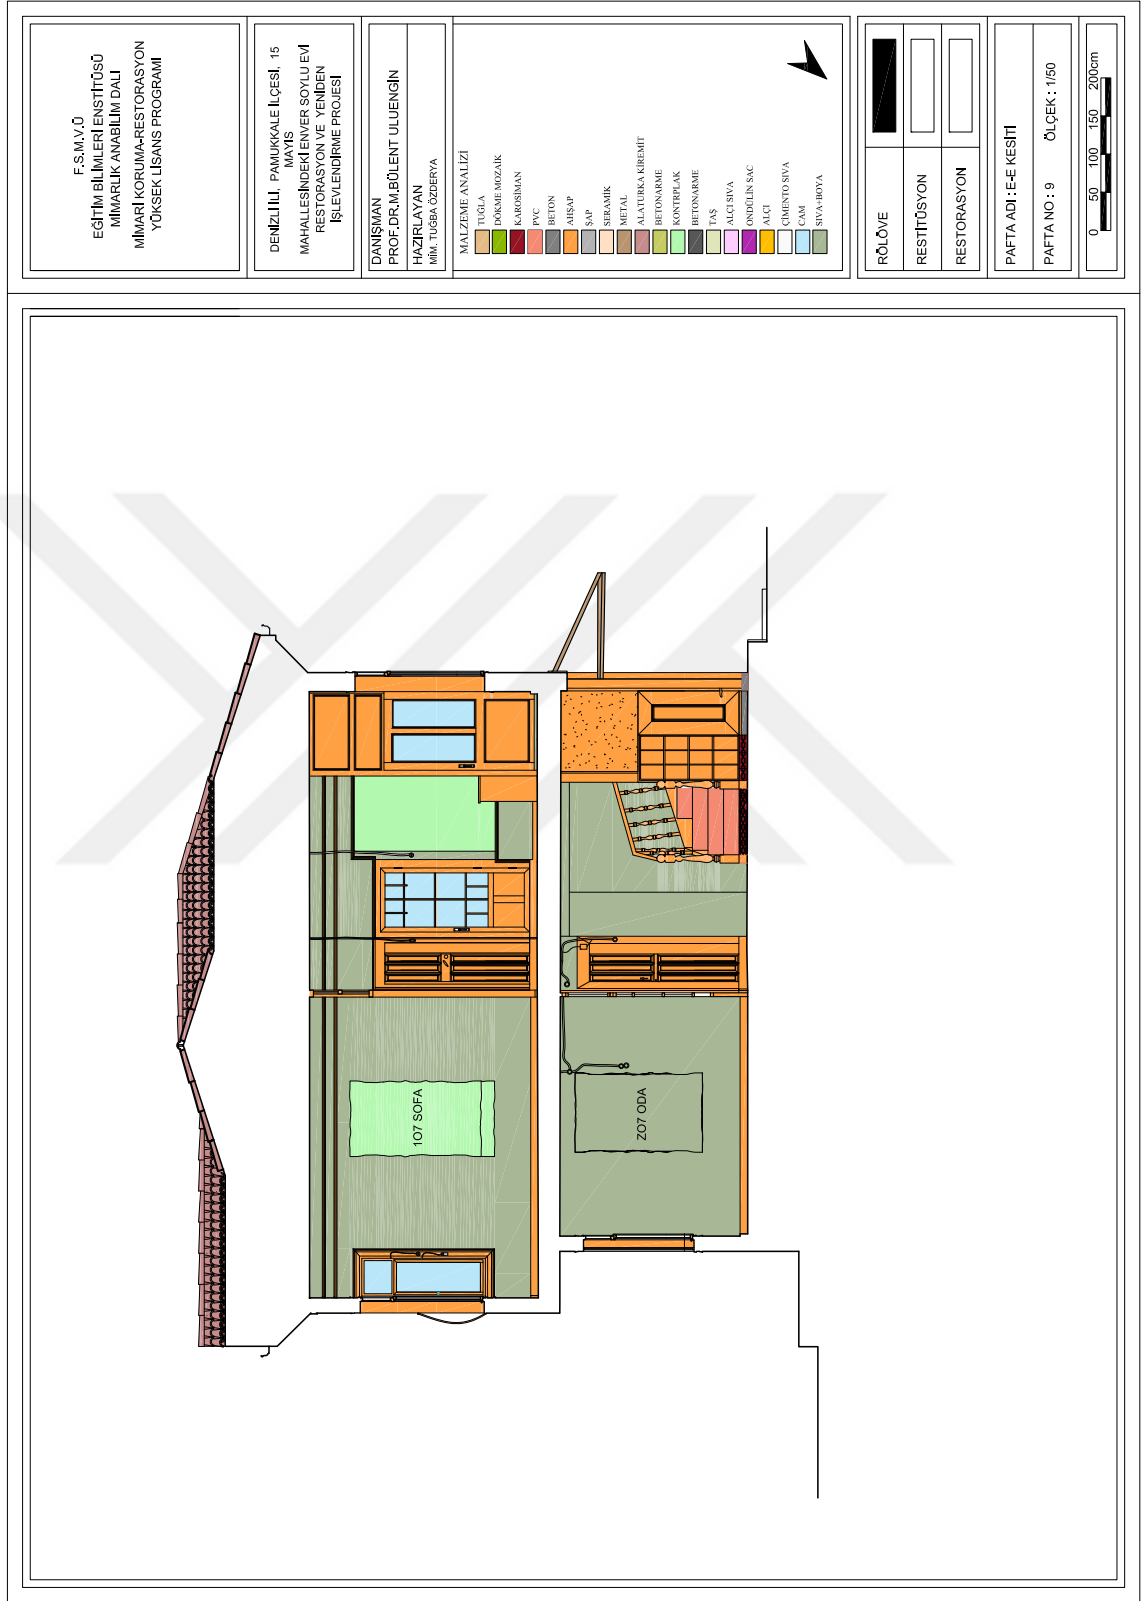 F.S.M.V.Ü
EĞİTİM BİLİMLERİ ENSTİTÜSÜ
MİMARLIK ANABİLİM DALI
MİMARİ KORUMA-RESTORASYON
YÜKSEK LİSANS PROGRAMI
DENİZLİ İLİ, PAMUKKALE İLÇESİ, 15
MAYIS
MAHALLESİNDEKİ ENVER SOYLU EVİ
RESTORASYON VE YENİDEN
İŞLEVLENDİRME PROJESİ
DANIŞMAN
PROF.DR.M.BÜLENT ULUENGİN
HAZIRLAYAN
MİM. TUĞBA ÖZDERYA
MALZEME ANALİZİ
TUĞLA
DÖKME MOZAİK
KAROSİMAN
PVC
BETON
AHŞAP
ŞAP
SERAMİK
METAL
ALATURKA KİREMİT
BETONARME
KONTRPLAK
BETONARME
TAŞ
ALÇI SIVA
ONDÜLİN SAC
ALÇI
ÇİMENTO SIVA
CAM
SIVA+BOYA
RÖLÖVE
RESTİTÜSYON
RESTORASYON
PAFTA ADI : E-E KESİTİ
PAFTA NO : 9 ÖLÇEK : 1/50
0 50 100 150 200cm
107 SOFA
Z07 ODA